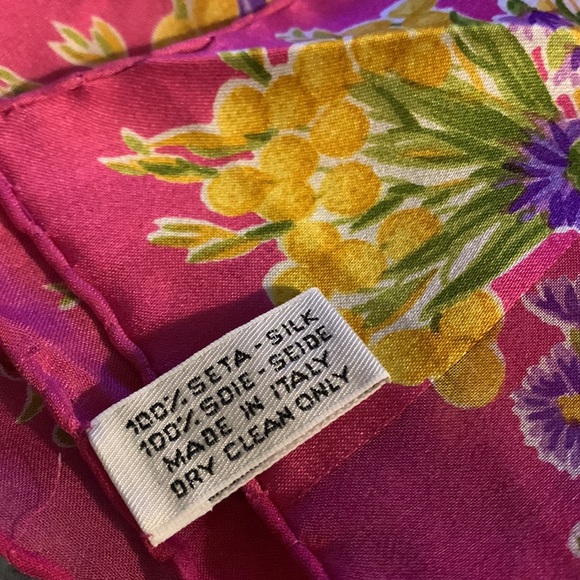 100% SETA - SILK
100% SOIE - SEIDE
MADE IN ITALY
DRY CLEAN ONLY